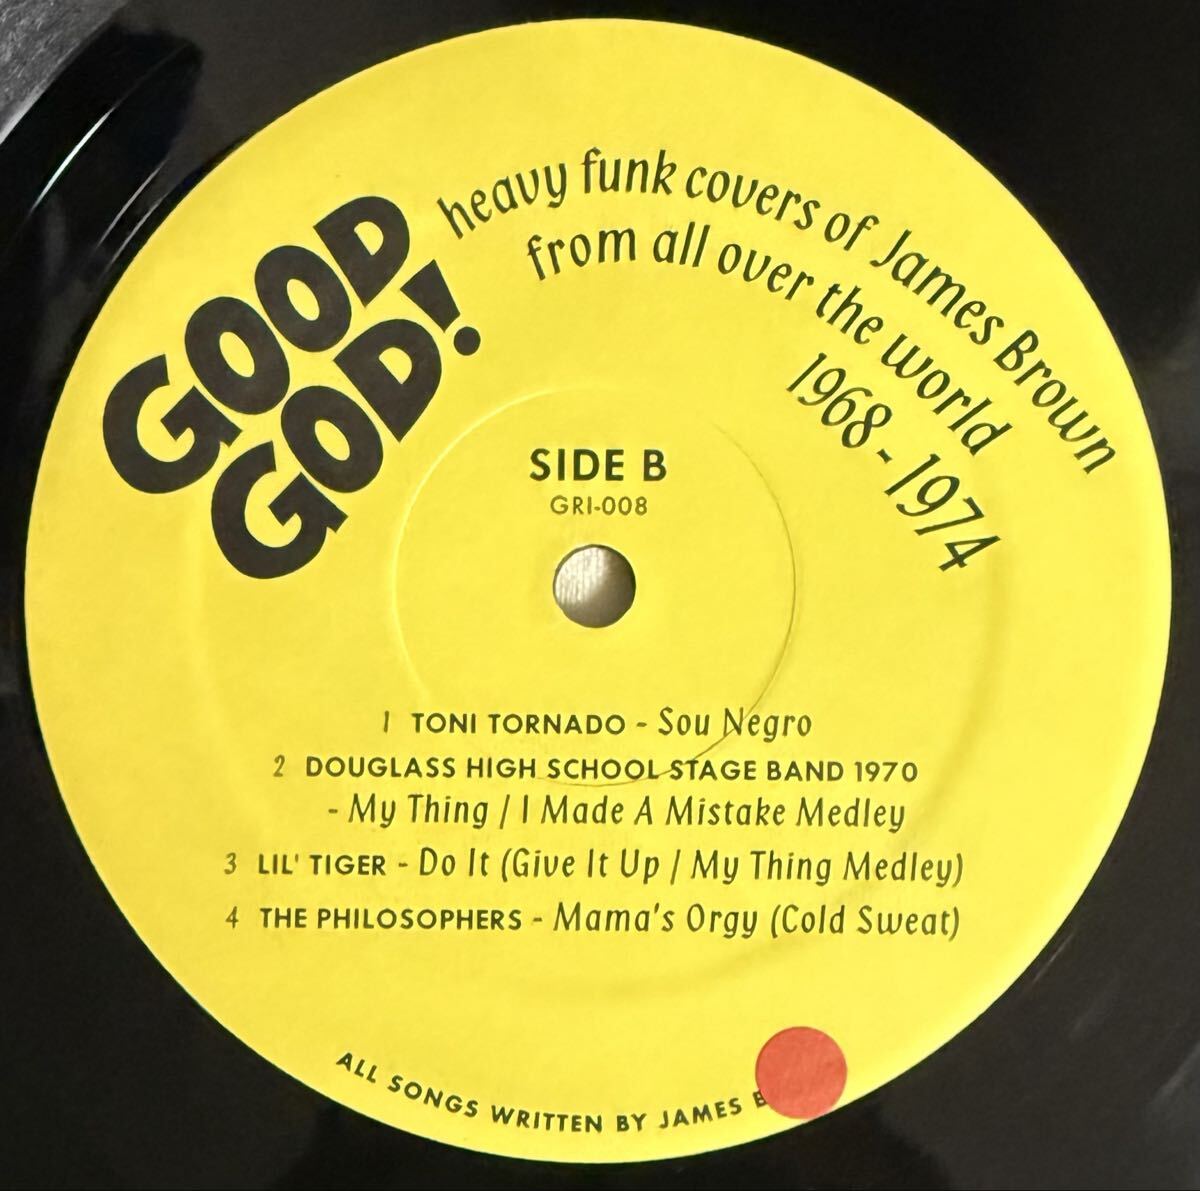 GOOD
GOD!
heavy funk covers of James Brown
from all over the world
1968 - 1974
SIDE B
GRI-008
1 TONI TORNADO - Sou Negro
2 DOUGLASS HIGH SCHOOL STAGE BAND 1970
- My Thing / I Made A Mistake Medley
3 LIL' TIGER - Do It (Give It Up / My Thing Medley)
4 THE PHILOSOPHERS - Mama's Orgy (Cold Sweat)
ALL SONGS WRITTEN BY JAMES